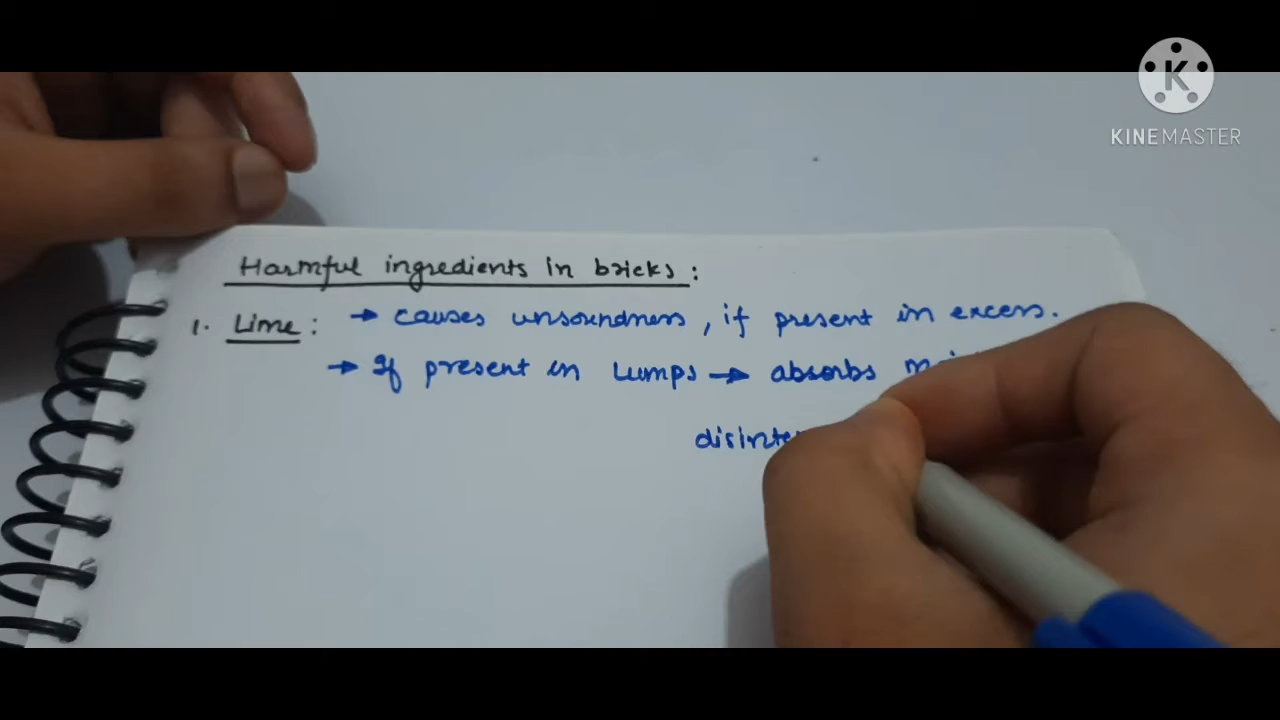 KINEMASTER
Harmful ingredients in bricks :
1. Lime : → causes unsoundness, if present in excess.
→ If present in Lumps → absorbs